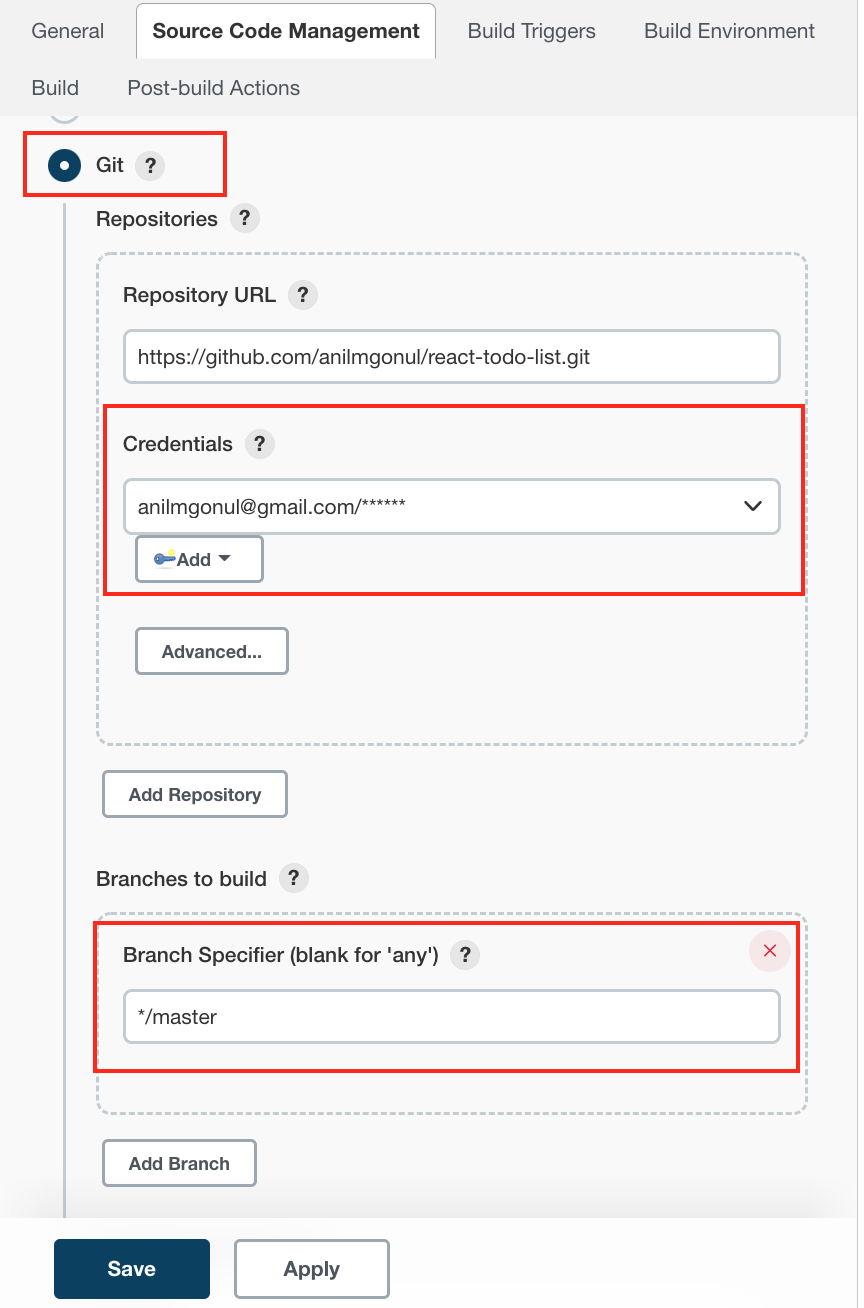 General Source Code Management Build Triggers Build Environment
Build Post-build Actions
Git ?
Repositories ?
Repository URL ?
https://github.com/anilmgonul/react-todo-list.git
Credentials ?
anilmgonul@gmail.com/******
Add
Advanced...
Add Repository
Branches to build ?
Branch Specifier (blank for 'any') ?
*/master
Add Branch
Save Apply